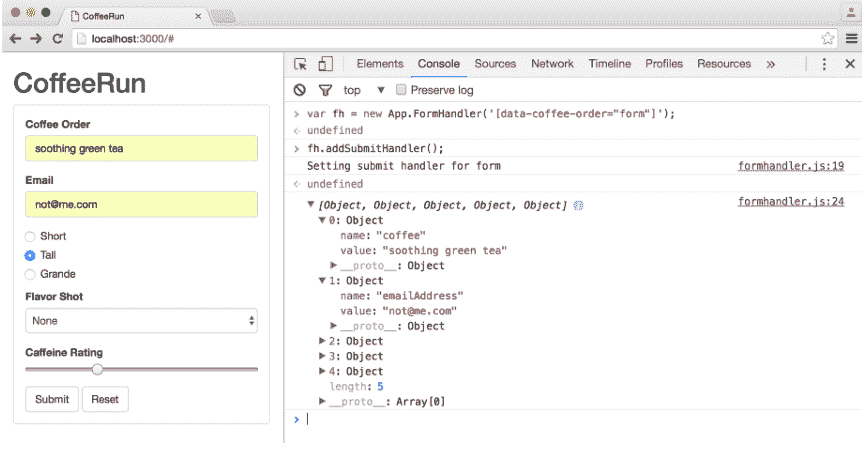 CoffeeRun
localhost:3000/#
CoffeeRun
Coffee Order
soothing green tea
Email
not@me.com
Short
Tall
Grande
Flavor Shot
None
Caffeine Rating
Submit Reset
Elements Console Sources Network Timeline Profiles Resources »
top ▼ Preserve log
> var fh = new App.FormHandler('[data-coffee-order="form"]');
< undefined
> fh.addSubmitHandler();
Setting submit handler for form formhandler.js:19
< undefined
▼ [Object, Object, Object, Object, Object] i formhandler.js:24
▼ 0: Object
name: "coffee"
value: "soothing green tea"
▶ __proto__: Object
▼ 1: Object
name: "emailAddress"
value: "not@me.com"
▶ __proto__: Object
▶ 2: Object
▶ 3: Object
▶ 4: Object
length: 5
▶ __proto__: Array[0]
>